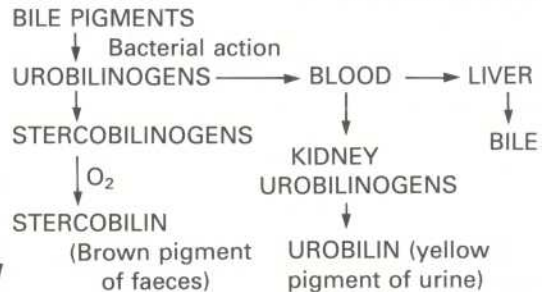 BILE PIGMENTS
Bacterial action
UROBILINOGENS BLOOD LIVER
STERCOBILINOGENS
BILE
KIDNEY
O₂
UROBILINOGENS
STERCOBILIN
(Brown pigment
of faeces)
UROBILIN (yellow
pigment of urine)